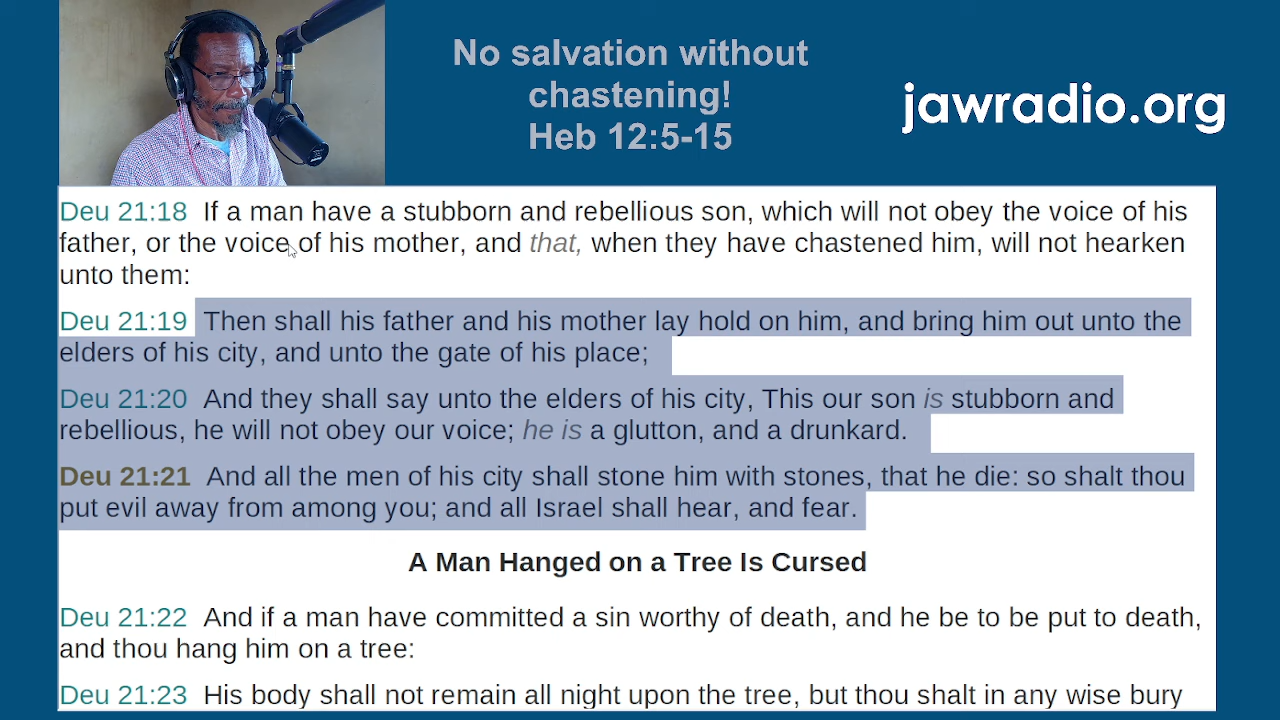 No salvation without
chastening!
Heb 12:5-15
jawradio.org
Deu 21:18 If a man have a stubborn and rebellious son, which will not obey the voice of his
father, or the voice of his mother, and that, when they have chastened him, will not hearken
unto them:
Deu 21:19 Then shall his father and his mother lay hold on him, and bring him out unto the
elders of his city, and unto the gate of his place;
Deu 21:20 And they shall say unto the elders of his city, This our son is stubborn and
rebellious, he will not obey our voice; he is a glutton, and a drunkard.
Deu 21:21 And all the men of his city shall stone him with stones, that he die: so shalt thou
put evil away from among you; and all Israel shall hear, and fear.
A Man Hanged on a Tree Is Cursed
Deu 21:22 And if a man have committed a sin worthy of death, and he be to be put to death,
and thou hang him on a tree:
Deu 21:23 His body shall not remain all night upon the tree, but thou shalt in any wise bury